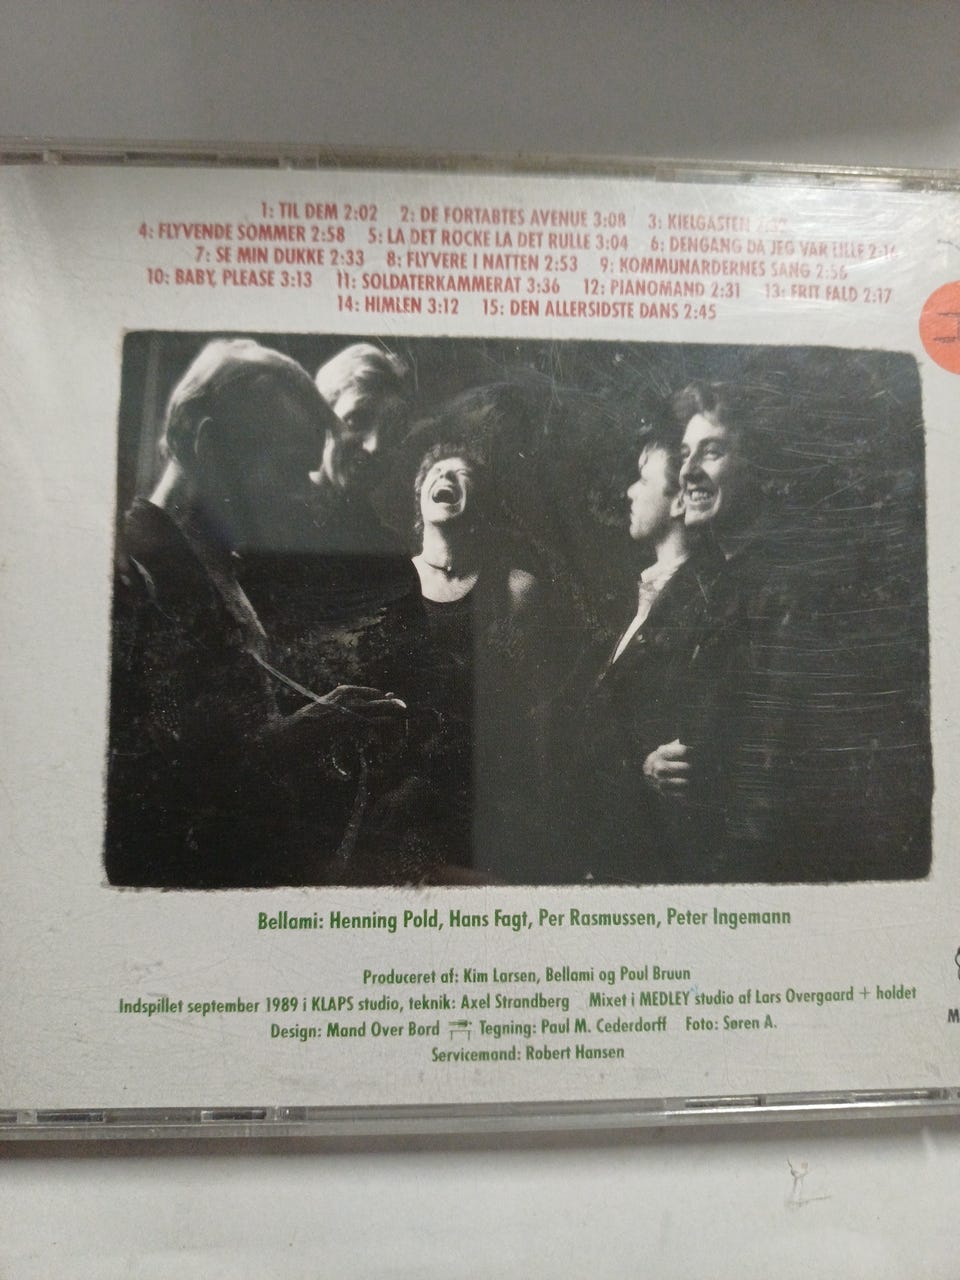 1: TIL DEM 2:02 2: DE FORTABTES AVENUE 3:08 3: KIELGASTEN
4: FLYVENDE SOMMER 2:58 5: LA DET ROCKE LA DET RULLE 3:04 6: DENGANG DA JEG VAR LILLE 2:14
7: SE MIN DUKKE 2:33 8: FLYVERE I NATTEN 2:53 9: KOMMUNARDERNES SANG 2:56
10: BABY, PLEASE 3:13 11: SOLDATERKAMMERAT 3:36 12: PIANOMAND 2:31 13: FRIT FALD 2:17
14: HIMLEN 3:12 15: DEN ALLERSIDSTE DANS 2:45
Bellami: Henning Pold, Hans Fagt, Per Rasmussen, Peter Ingemann
Produceret af: Kim Larsen, Bellami og Poul Bruun
Indspillet september 1989 i KLAPS studio, teknik: Axel Strandberg Mixet i MEDLEY studio af Lars Overgaard + holdet
Design: Mand Over Bord Tegning: Paul M. Cederdorff Foto: Søren A.
Servicemand: Robert Hansen